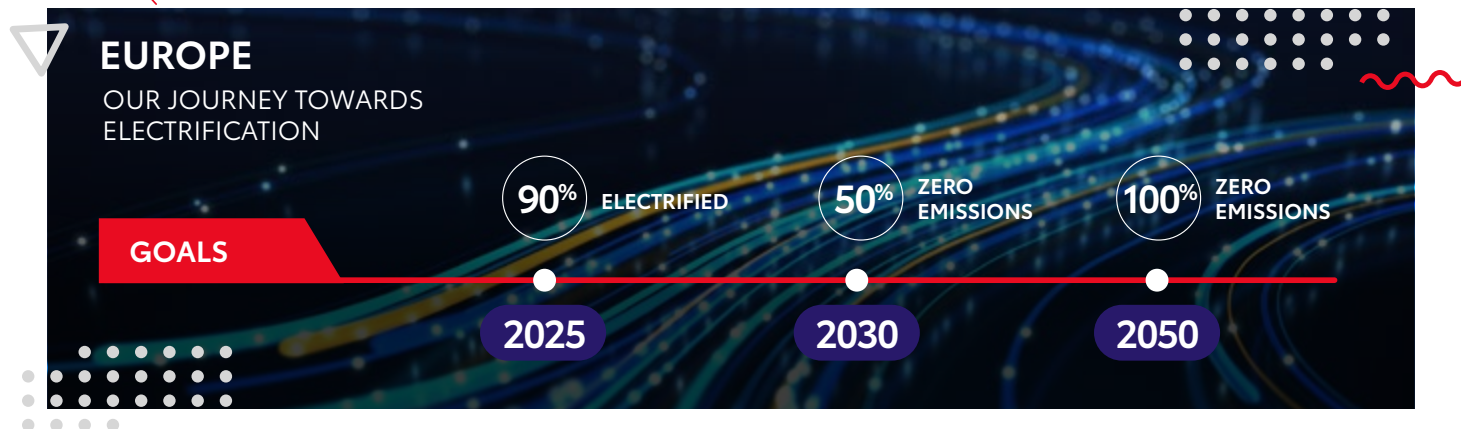 EUROPE
OUR JOURNEY TOWARDS
ELECTRIFICATION
90% ELECTRIFIED
50% ZERO
EMISSIONS
100% ZERO
EMISSIONS
GOALS
2025
2030
2050